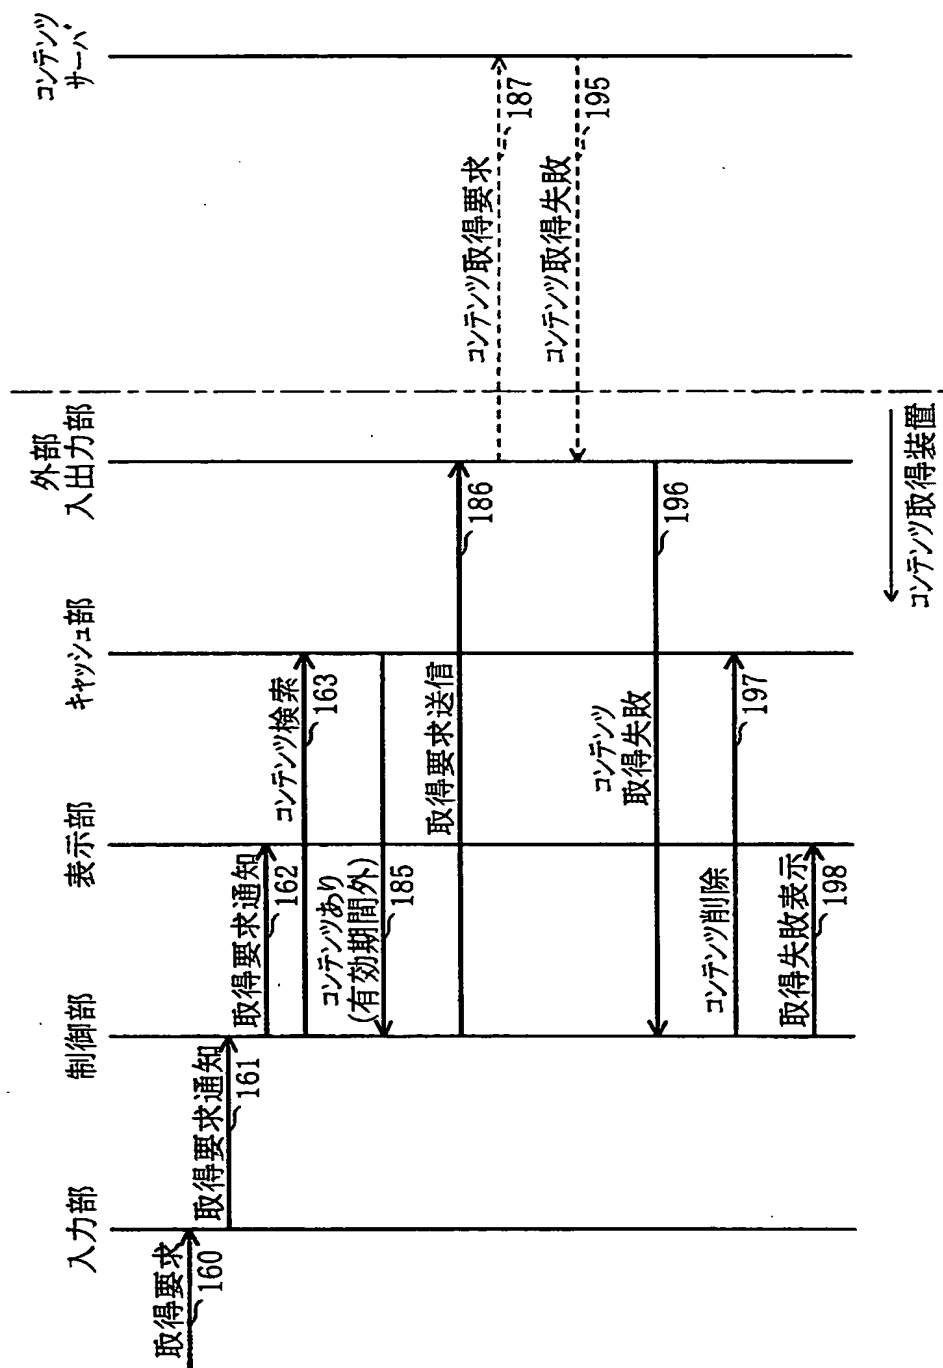 入力部
制御部
表示部
キャッシュ部
外部
入出力部
コンテンツ
サーバ
取得要求
160
取得要求通知
161
取得要求通知
162
コンテンツ検索
163
コンテンツあり
(有効期間外)
185
取得要求送信
186
コンテンツ取得要求
187
コンテンツ取得失敗
195
コンテンツ
取得失敗
196
コンテンツ削除
197
取得失敗表示
198
コンテンツ取得装置